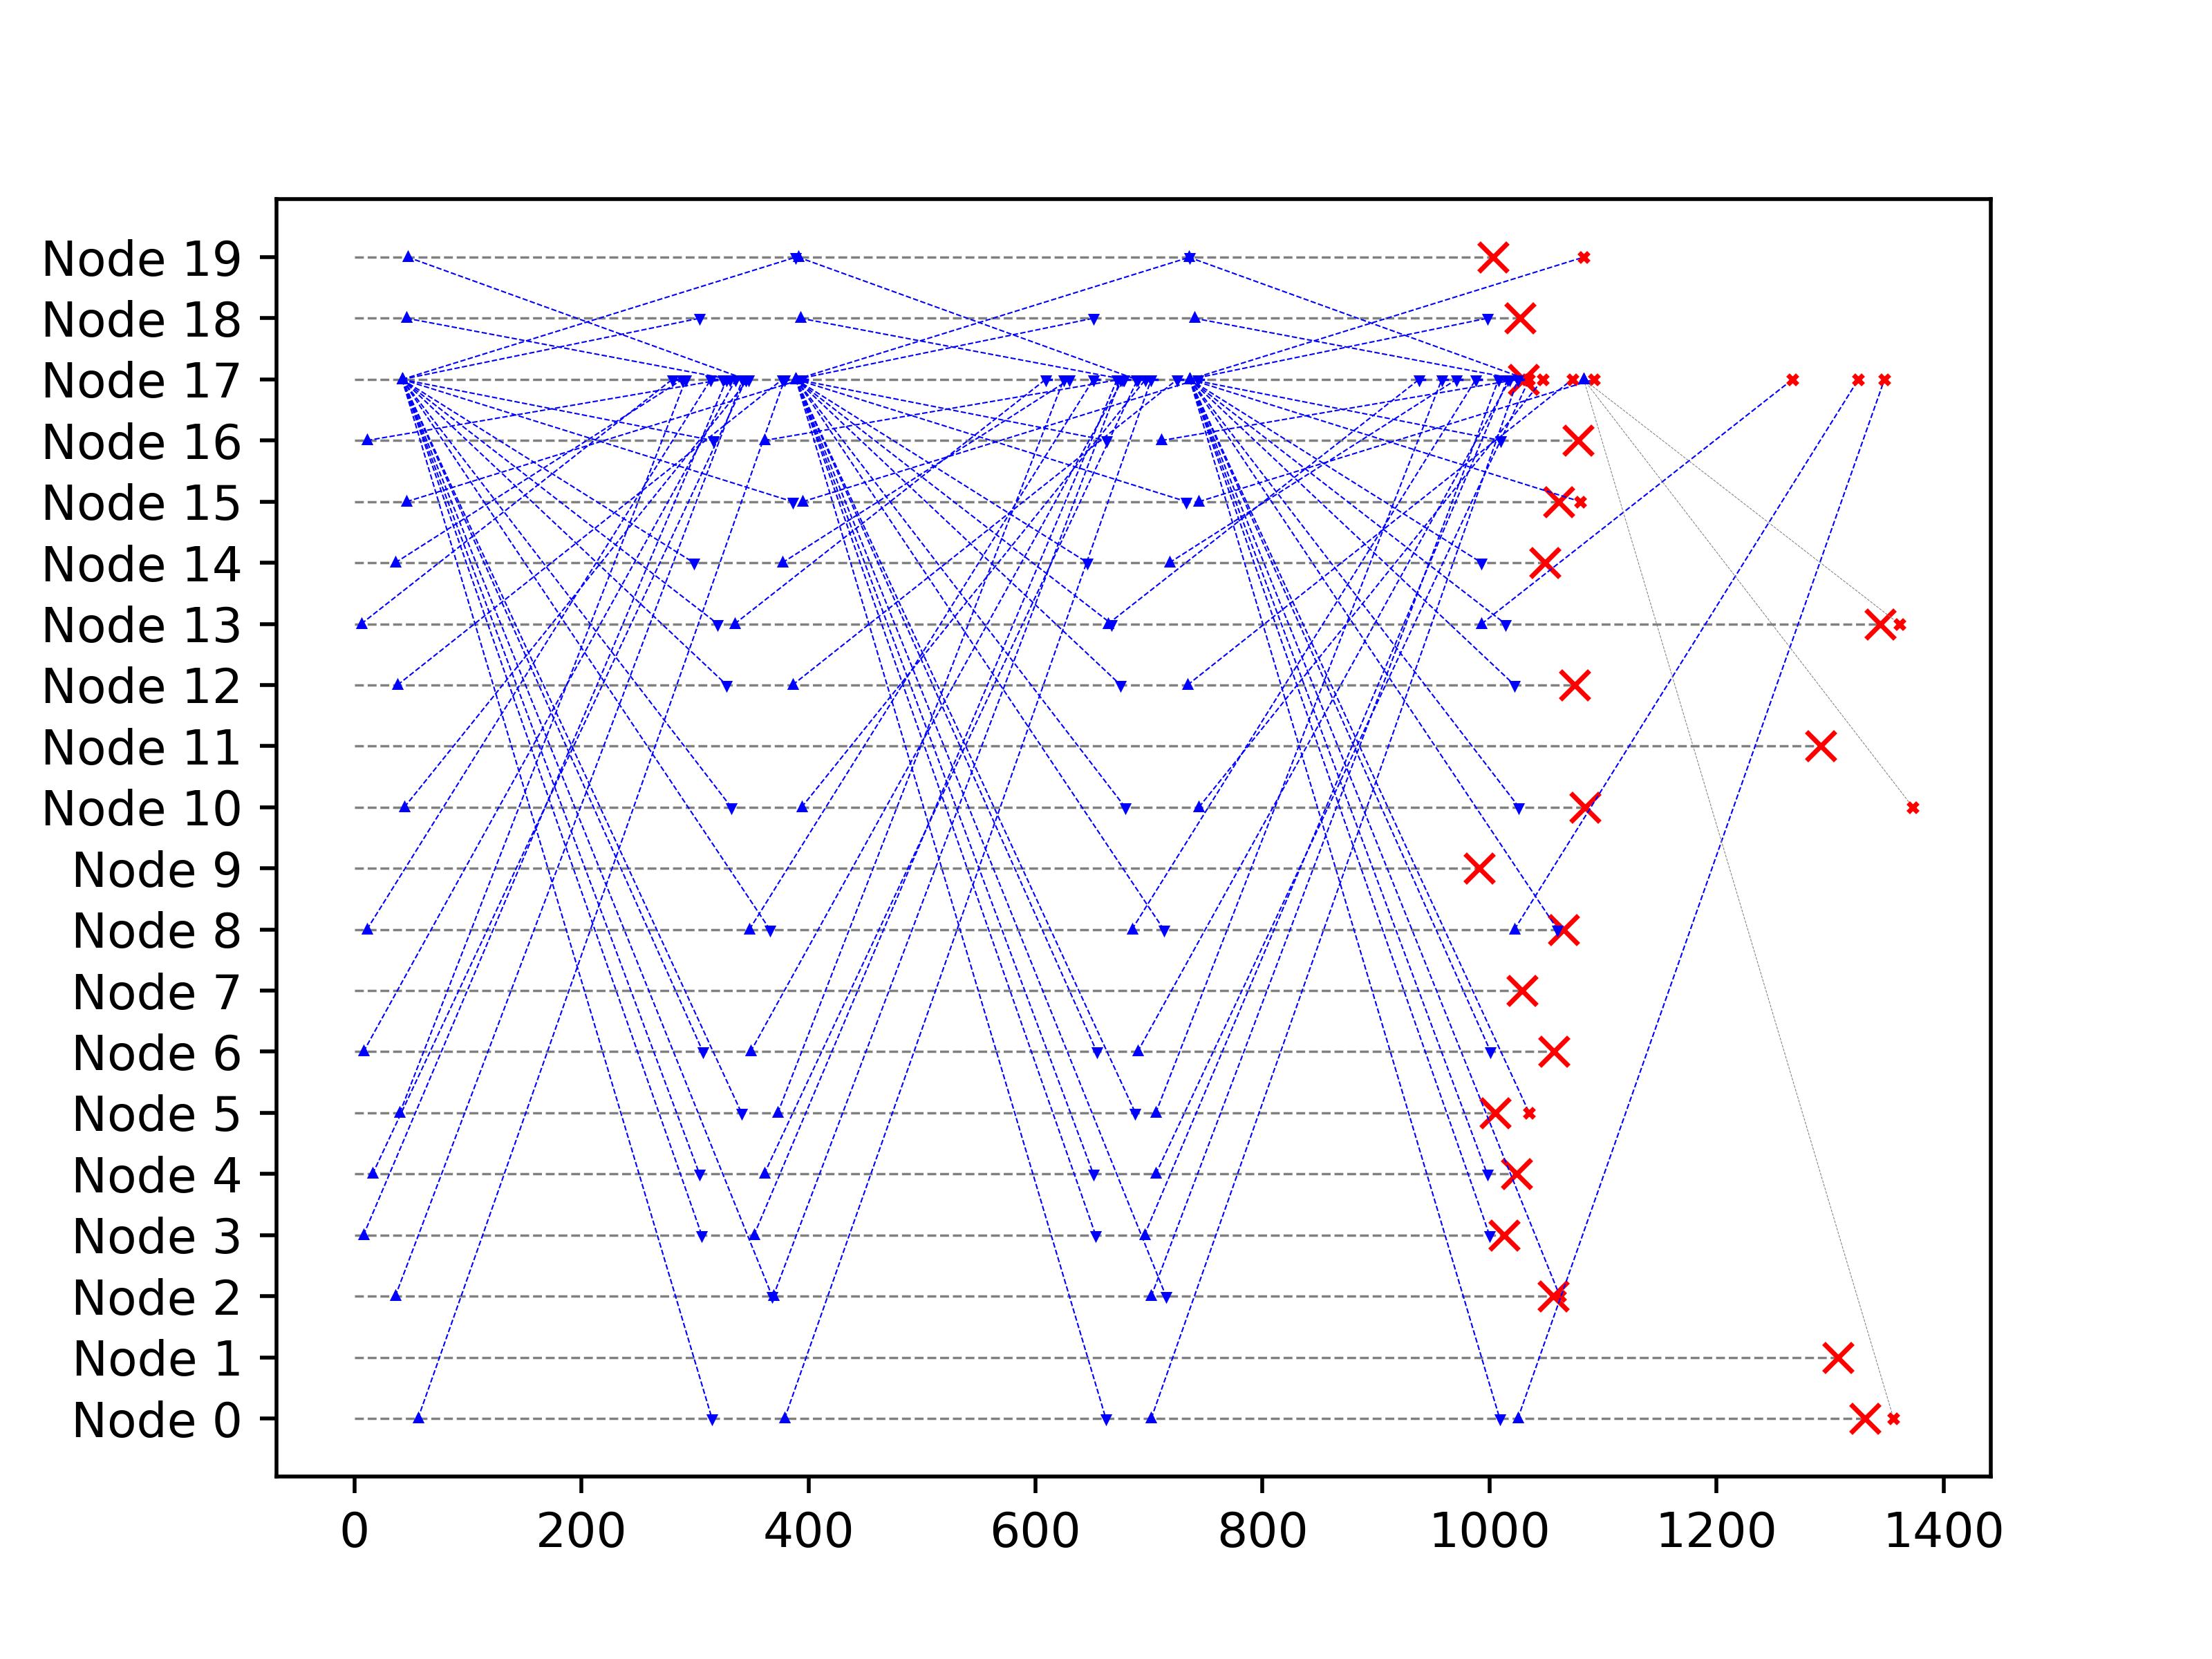 Node 19
Node 18
Node 17
Node 16
Node 15
Node 14
Node 13
Node 12
Node 11
Node 10
Node 9
Node 8
Node 7
Node 6
Node 5
Node 4
Node 3
Node 2
Node 1
Node 0
0 200 400 600 800 1000 1200 1400